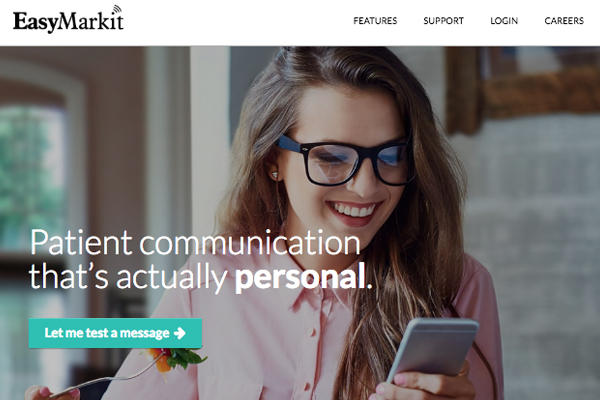 EasyMarkit
FEATURES SUPPORT LOGIN CAREERS
Patient communication
that's actually personal.
Let me test a message